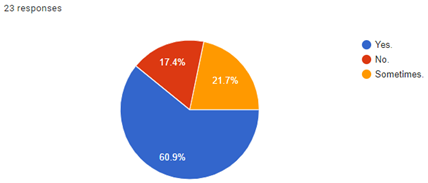 23 responses
Yes.
No.
Sometimes.
17.4%
21.7%
60.9%